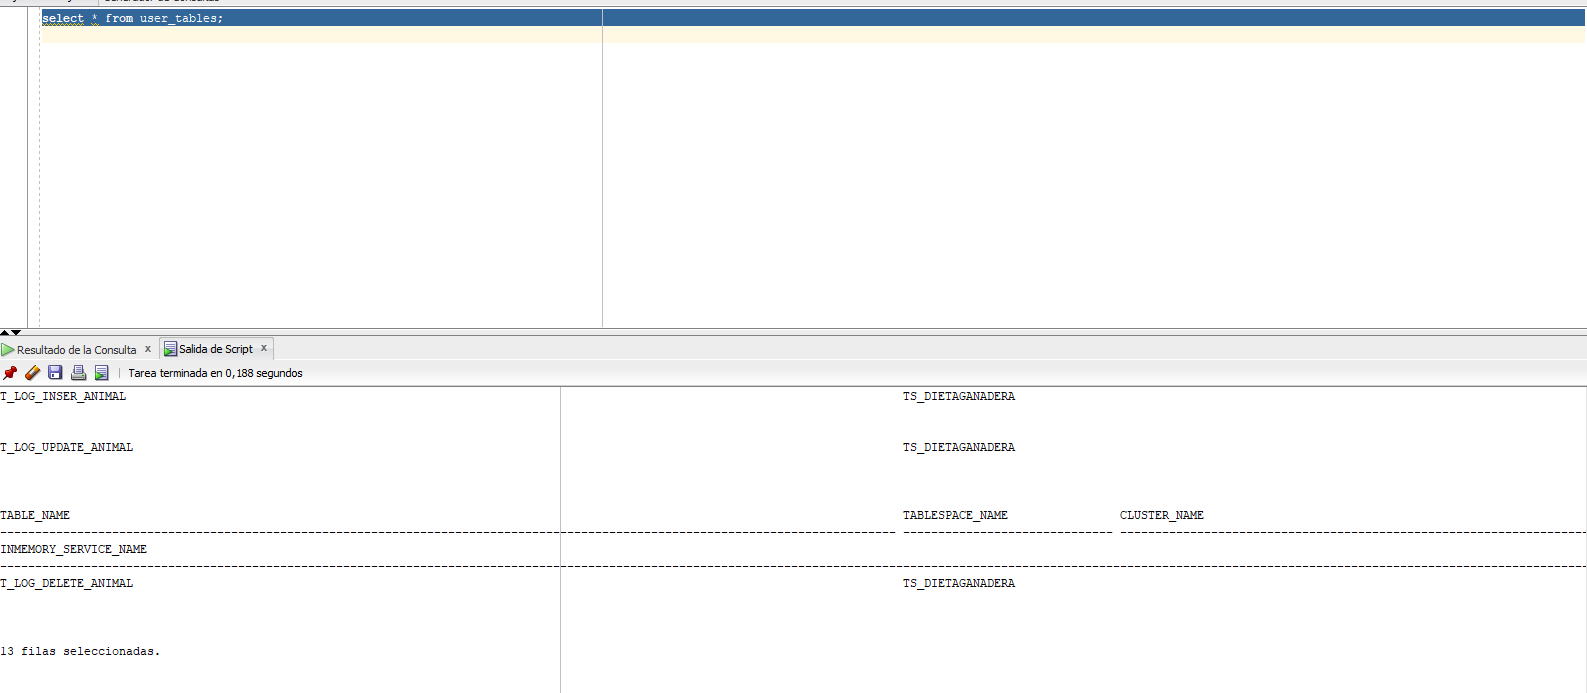 select * from user_tables;
Resultado de la Consulta x Salida de Script x
Tarea terminada en 0,188 segundos
T_LOG_INSER_ANIMAL TS_DIETAGANADERA
T_LOG_UPDATE_ANIMAL TS_DIETAGANADERA
TABLE_NAME TABLESPACE_NAME CLUSTER_NAME
INMEMORY_SERVICE_NAME
T_LOG_DELETE_ANIMAL TS_DIETAGANADERA
13 filas seleccionadas.